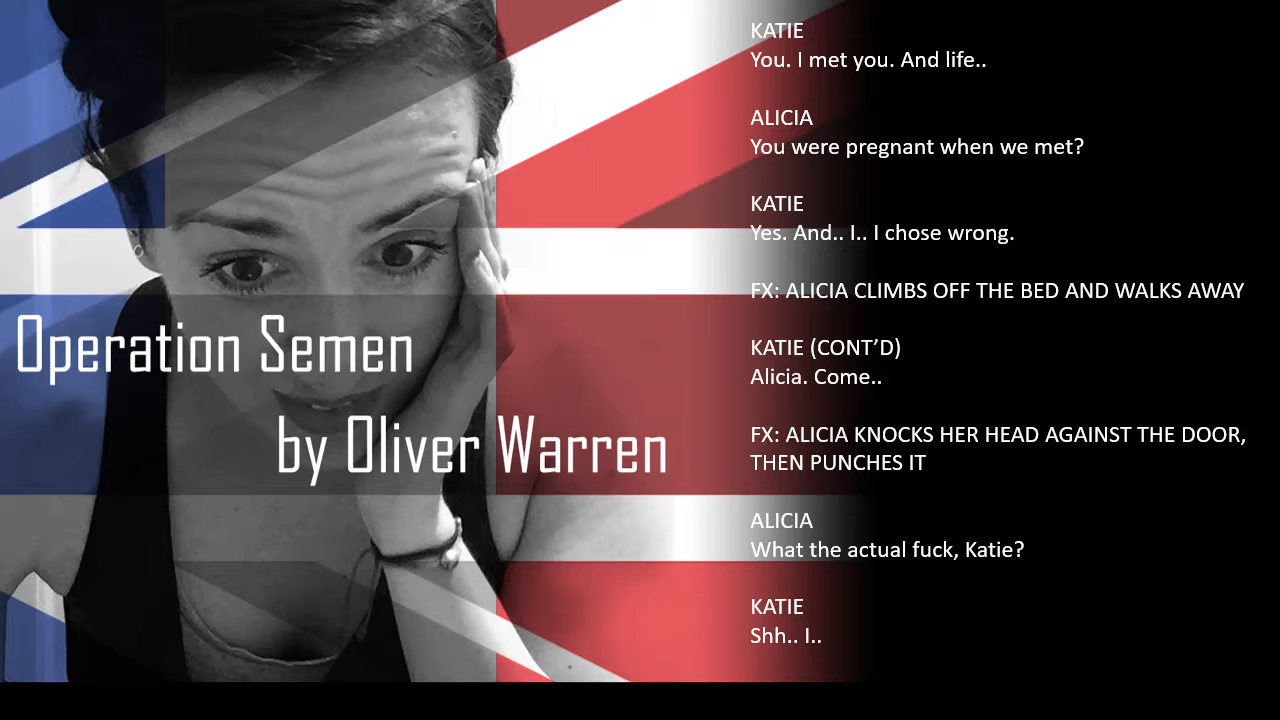 Operation Semen
by Oliver Warren
KATIE
You. I met you. And life..
ALICIA
You were pregnant when we met?
KATIE
Yes. And.. I.. I chose wrong.
FX: ALICIA CLIMBS OFF THE BED AND WALKS AWAY
KATIE (CONT’D)
Alicia. Come..
FX: ALICIA KNOCKS HER HEAD AGAINST THE DOOR,
THEN PUNCHES IT
ALICIA
What the actual fuck, Katie?
KATIE
Shh.. I..